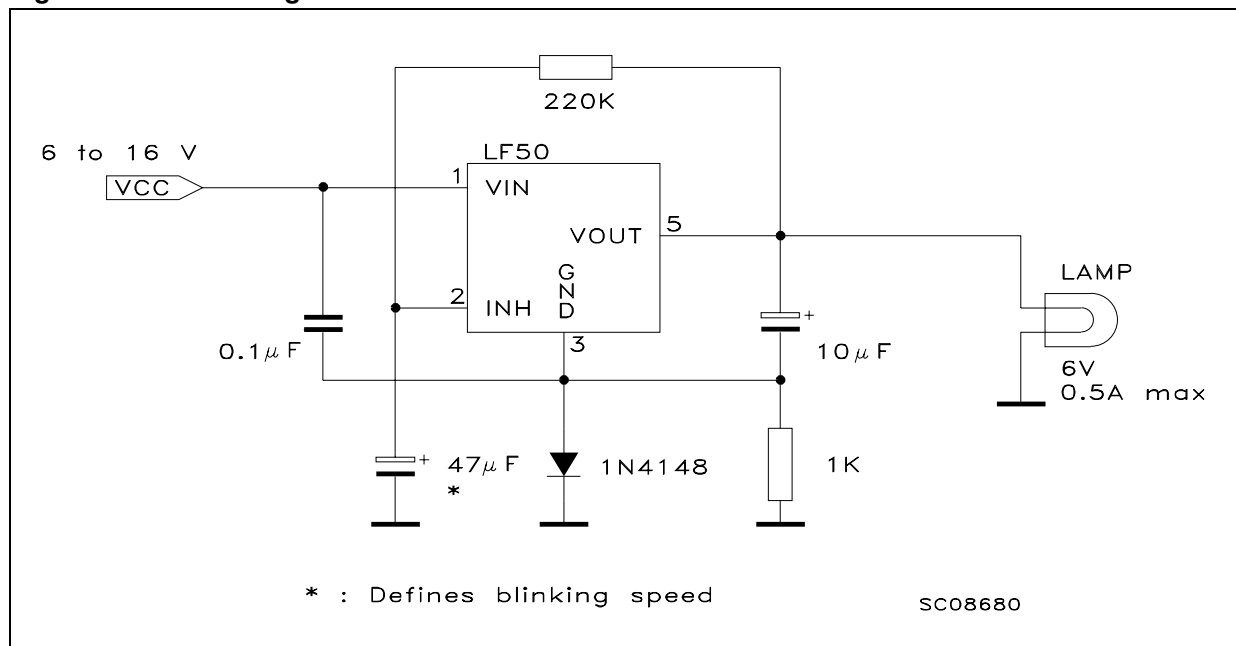 220K
6 to 16 V
LF50
VCC
1
VIN
5
VOUT
GND
2
INH
3
LAMP
0.1μF
10μF
6V
0.5A max
47μF
*
1N4148
1K
* : Defines blinking speed
SC08680